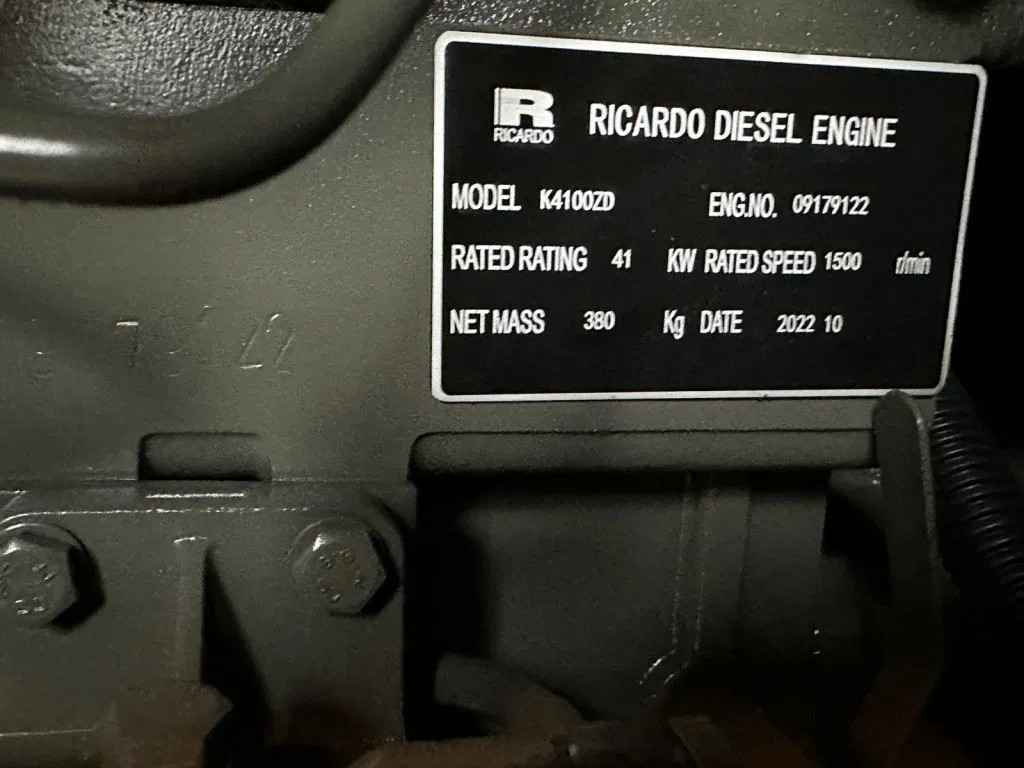 R
RICARDO
RICARDO DIESEL ENGINE
MODEL K4100ZD ENG.NO. 09179122
RATED RATING 41 KW RATED SPEED 1500 r/min
NET MASS 380 Kg DATE 2022 10